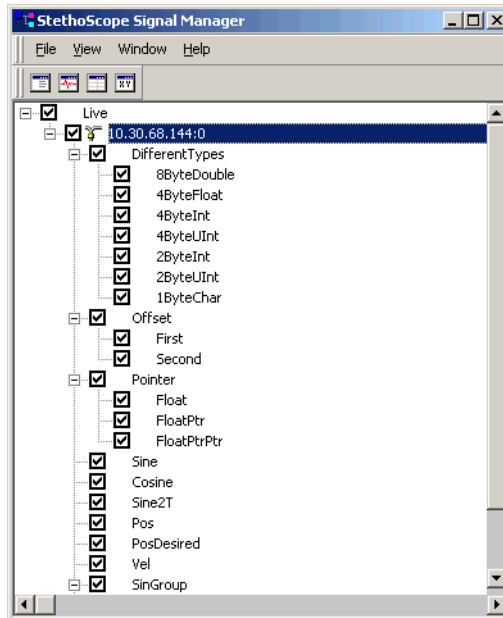 StethoScope Signal Manager
File View Window Help
XY
Live
10.30.68.144:0
DifferentTypes
8ByteDouble
4ByteFloat
4ByteInt
4ByteUInt
2ByteInt
2ByteUInt
1ByteChar
Offset
First
Second
Pointer
Float
FloatPtr
FloatPtrPtr
Sine
Cosine
Sine2T
Pos
PosDesired
Vel
SinGroup